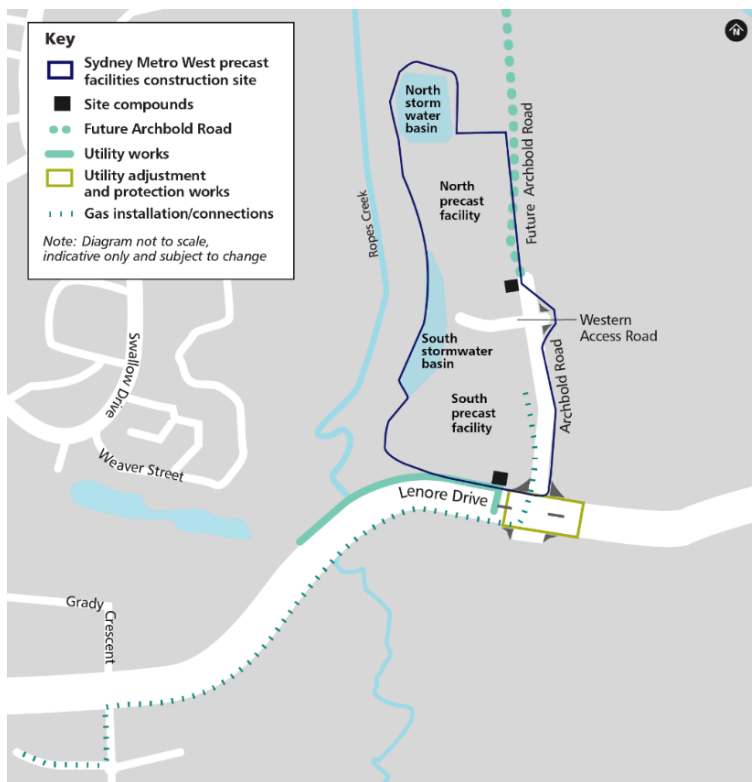 Key
Sydney Metro West precast
facilities construction site
Site compounds
Future Archbold Road
Utility works
Utility adjustment
and protection works
Gas installation/connections
Note: Diagram not to scale,
indicative only and subject to change
N
North
storm
water
basin
North
precast
facility
Future Archbold Road
Ropes Creek
Western
Access Road
South
stormwater
basin
Archbold Road
South
precast
facility
Swallow Drive
Weaver Street
Lenore Drive
Grady
Crescent